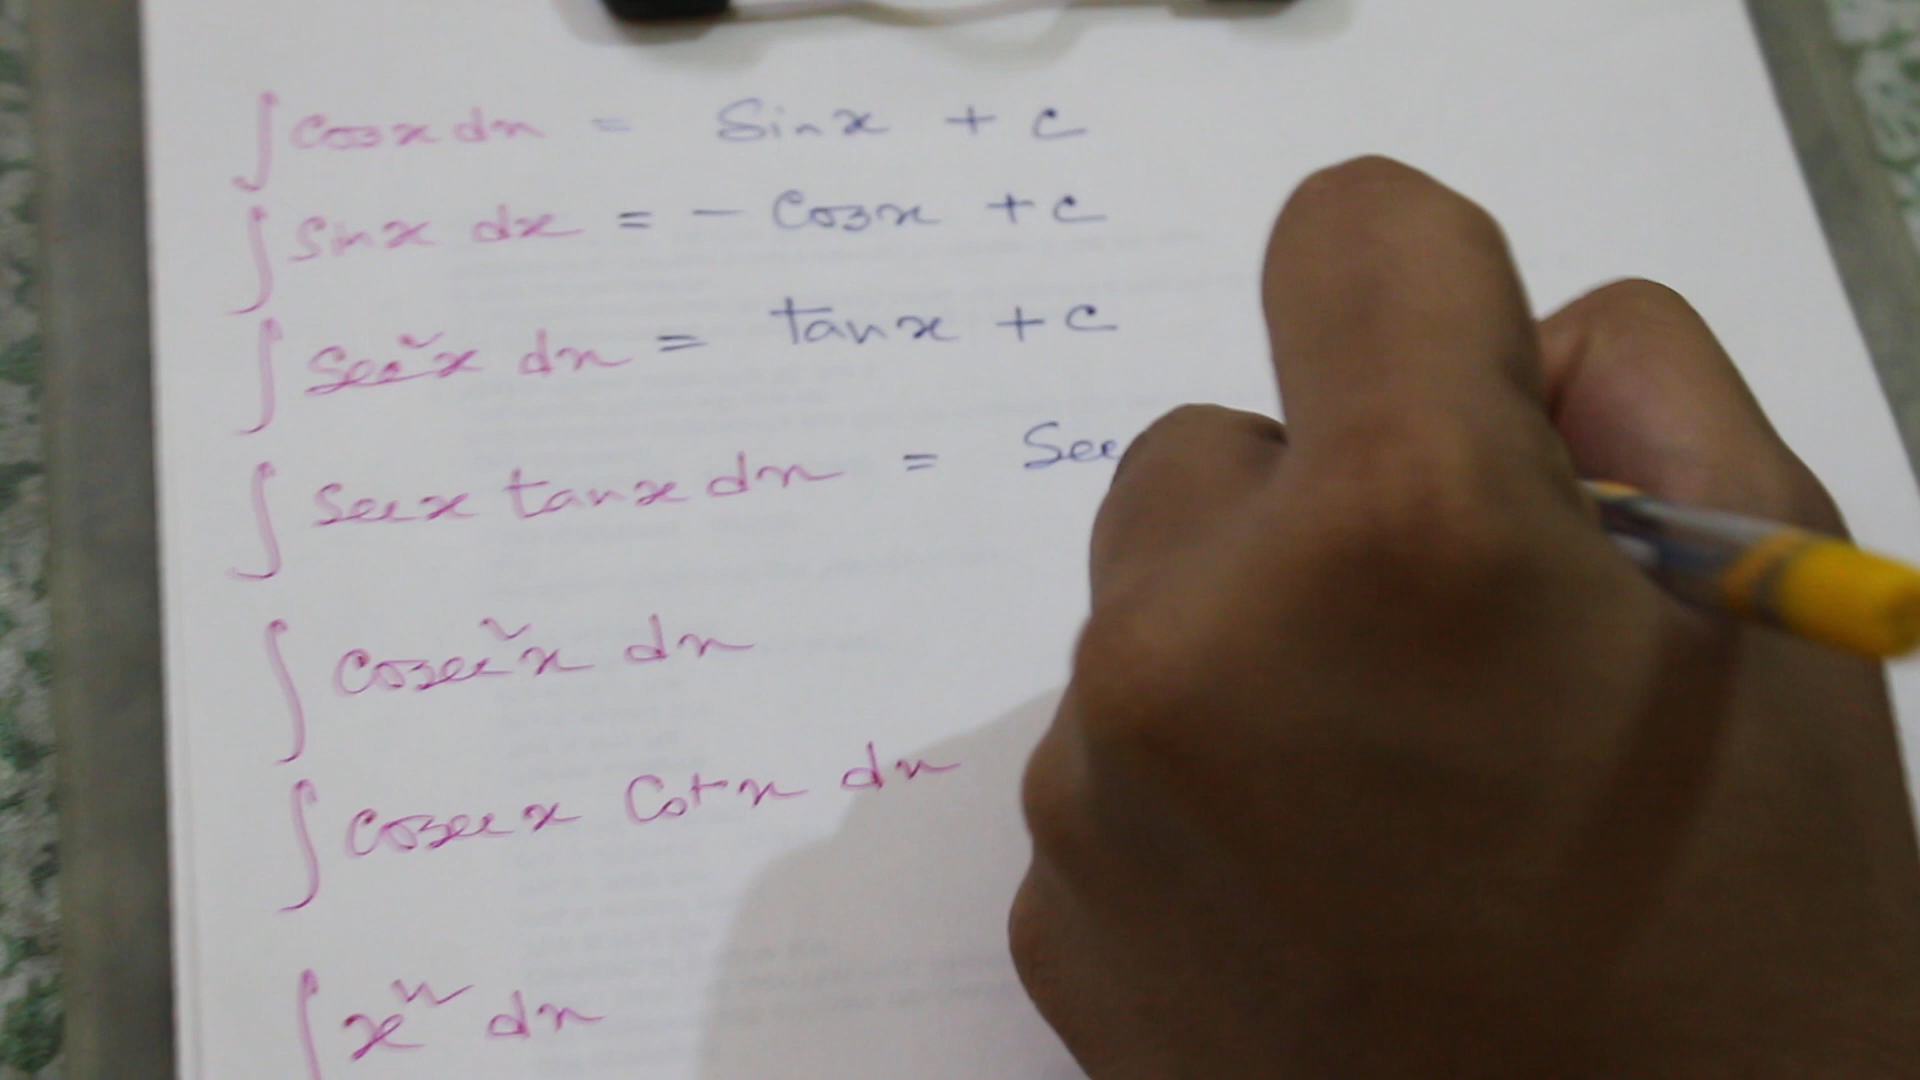 ∫ cosx dx = sinx + c
∫ sinx dx = - cosx + c
∫ sec²x dx = tanx + c
∫ secx tanx dx = Sec
∫ cosec²x dx
∫ cosecx cotx dx
∫ xⁿ dx